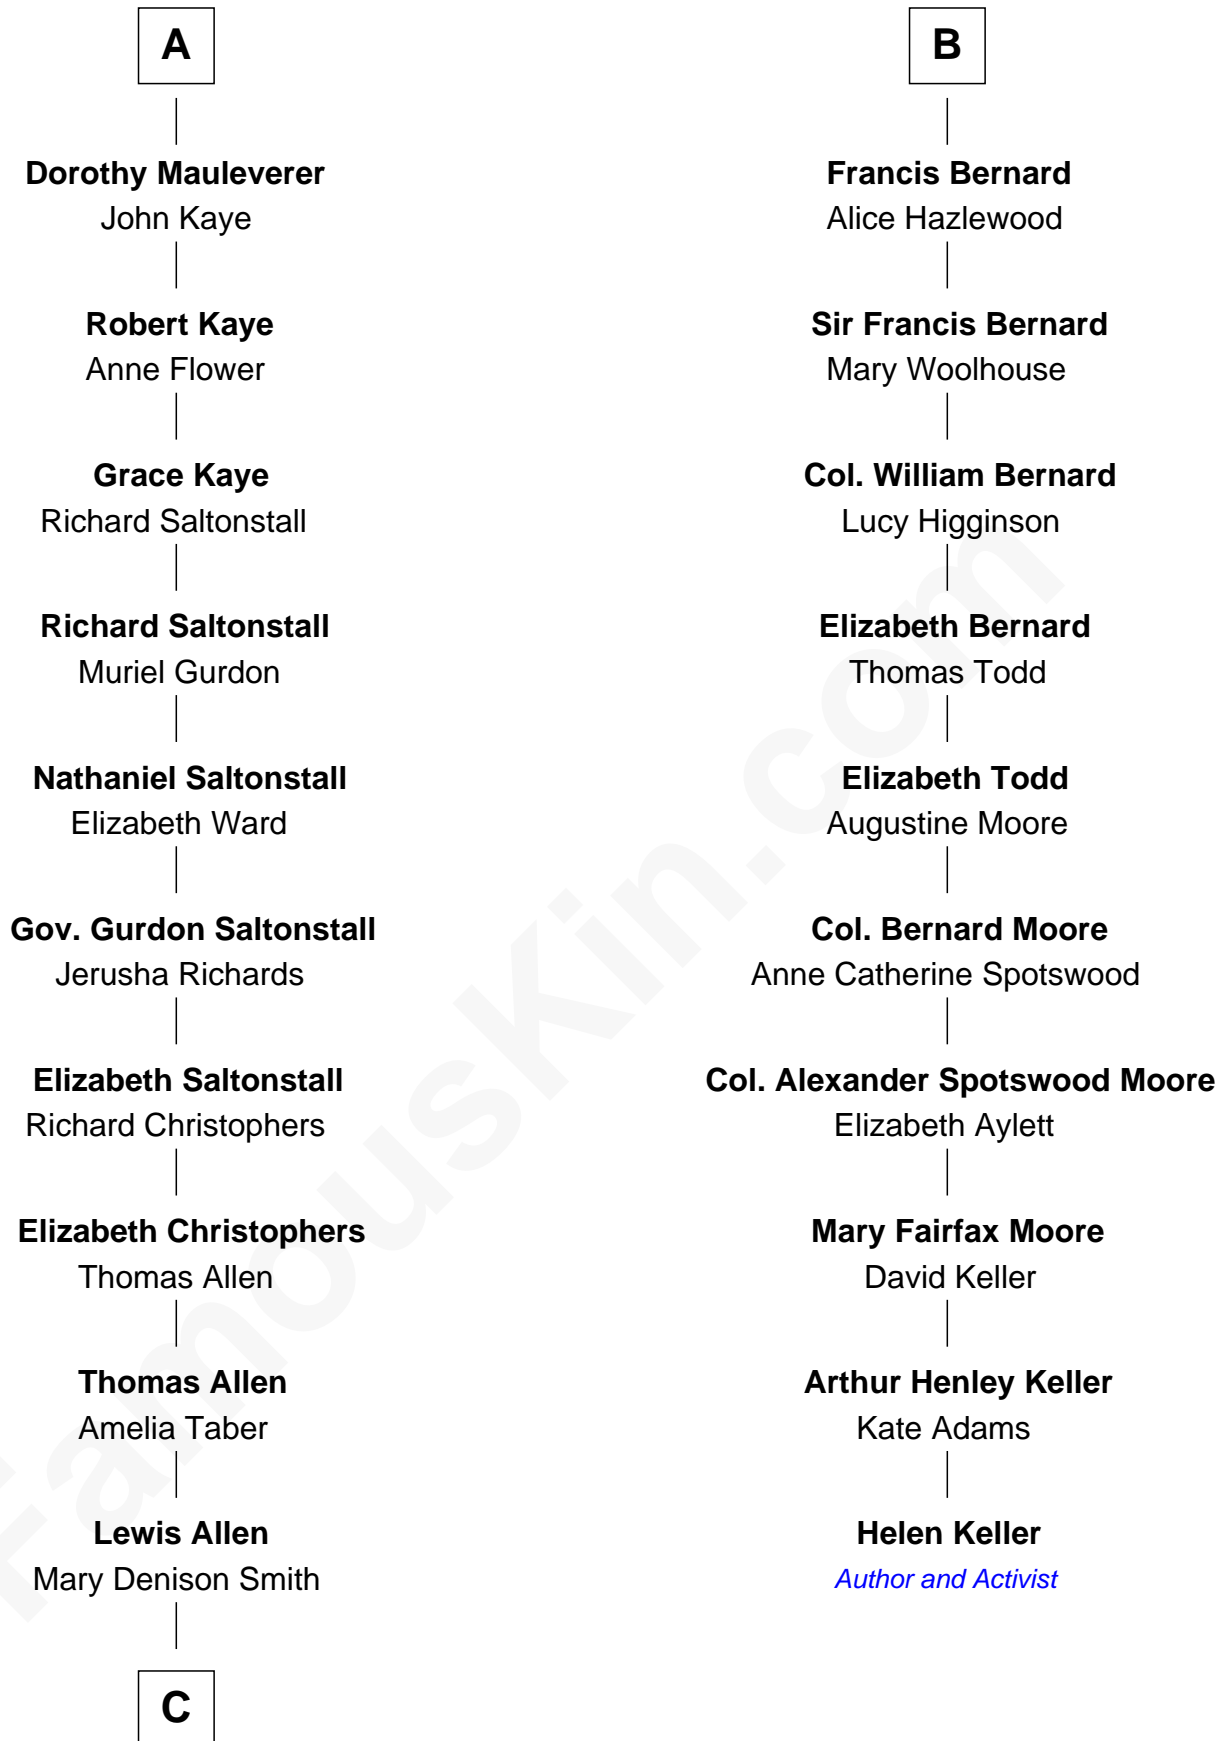 A
Dorothy Mauleverer
John Kaye
Robert Kaye
Anne Flower
Grace Kaye
Richard Saltonstall
Richard Saltonstall
Muriel Gurdon
Nathaniel Saltonstall
Elizabeth Ward
Gov. Gurdon Saltonstall
Jerusha Richards
Elizabeth Saltonstall
Richard Christophers
Elizabeth Christophers
Thomas Allen
Thomas Allen
Amelia Taber
Lewis Allen
Mary Denison Smith
C
B
Francis Bernard
Alice Hazlewood
Sir Francis Bernard
Mary Woolhouse
Col. William Bernard
Lucy Higginson
Elizabeth Bernard
Thomas Todd
Elizabeth Todd
Augustine Moore
Col. Bernard Moore
Anne Catherine Spotswood
Col. Alexander Spotswood Moore
Elizabeth Aylett
Mary Fairfax Moore
David Keller
Arthur Henley Keller
Kate Adams
Helen Keller
Author and Activist
FamousKin.com